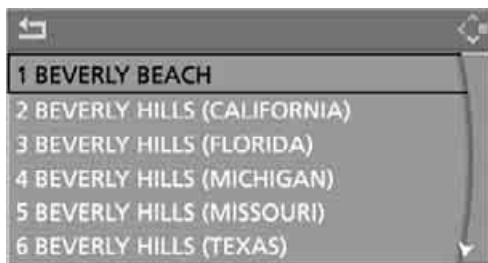 1 BEVERLY BEACH
2 BEVERLY HILLS (CALIFORNIA)
3 BEVERLY HILLS (FLORIDA)
4 BEVERLY HILLS (MICHIGAN)
5 BEVERLY HILLS (MISSOURI)
6 BEVERLY HILLS (TEXAS)